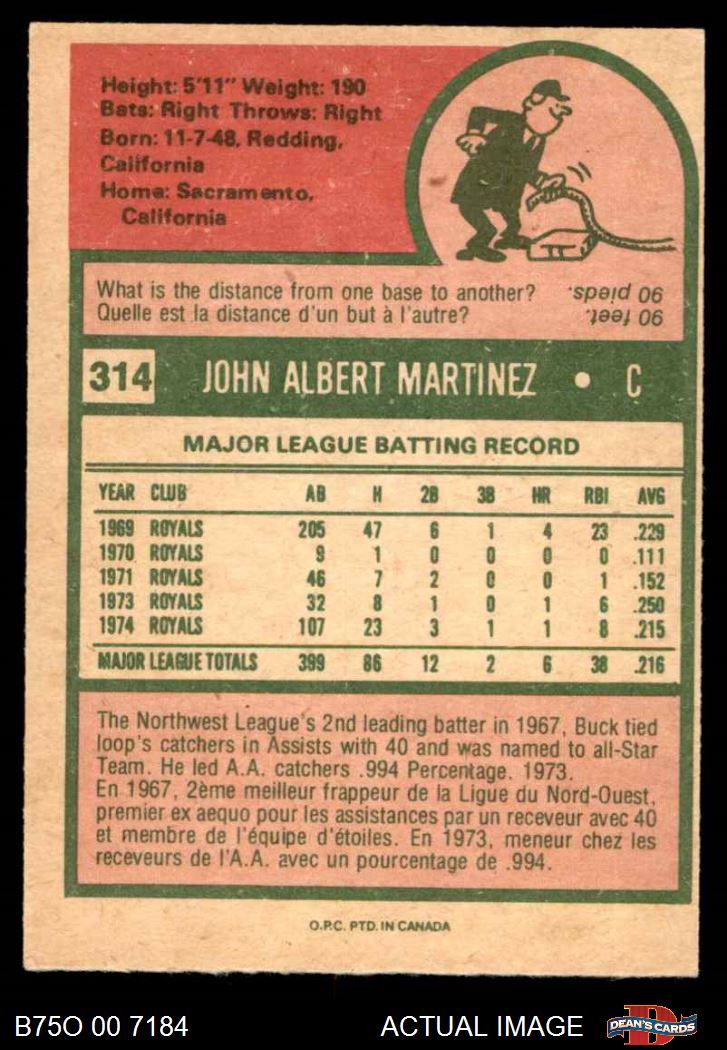 Height: 5'11" Weight: 190
Bats: Right Throws: Right
Born: 11-7-48, Redding,
California
Home: Sacramento,
California
What is the distance from one base to another?
Quelle est la distance d'un but à l'autre?
90 feet.
90 pieds.
314 JOHN ALBERT MARTINEZ • C
MAJOR LEAGUE BATTING RECORD
YEAR CLUB AB H 2B 3B HR RBI AVG
1969 ROYALS 205 47 6 1 4 23 .229
1970 ROYALS 9 1 0 0 0 0 .111
1971 ROYALS 46 7 2 0 0 1 .152
1973 ROYALS 32 8 1 0 1 6 .250
1974 ROYALS 107 23 3 1 1 8 .215
MAJOR LEAGUE TOTALS 399 86 12 2 6 38 .216
The Northwest League's 2nd leading batter in 1967, Buck tied
loop's catchers in Assists with 40 and was named to all-Star
Team. He led A.A. catchers .994 Percentage. 1973.
En 1967, 2ème meilleur frappeur de la Ligue du Nord-Ouest,
premier ex aequo pour les assistances par un receveur avec 40
et membre de l'équipe d'étoiles. En 1973, meneur chez les
receveurs de l'A.A. avec un pourcentage de .994.
O.P.C. PTD. IN CANADA
B75O 00 7184 ACTUAL IMAGE D DEAN'S CARDS